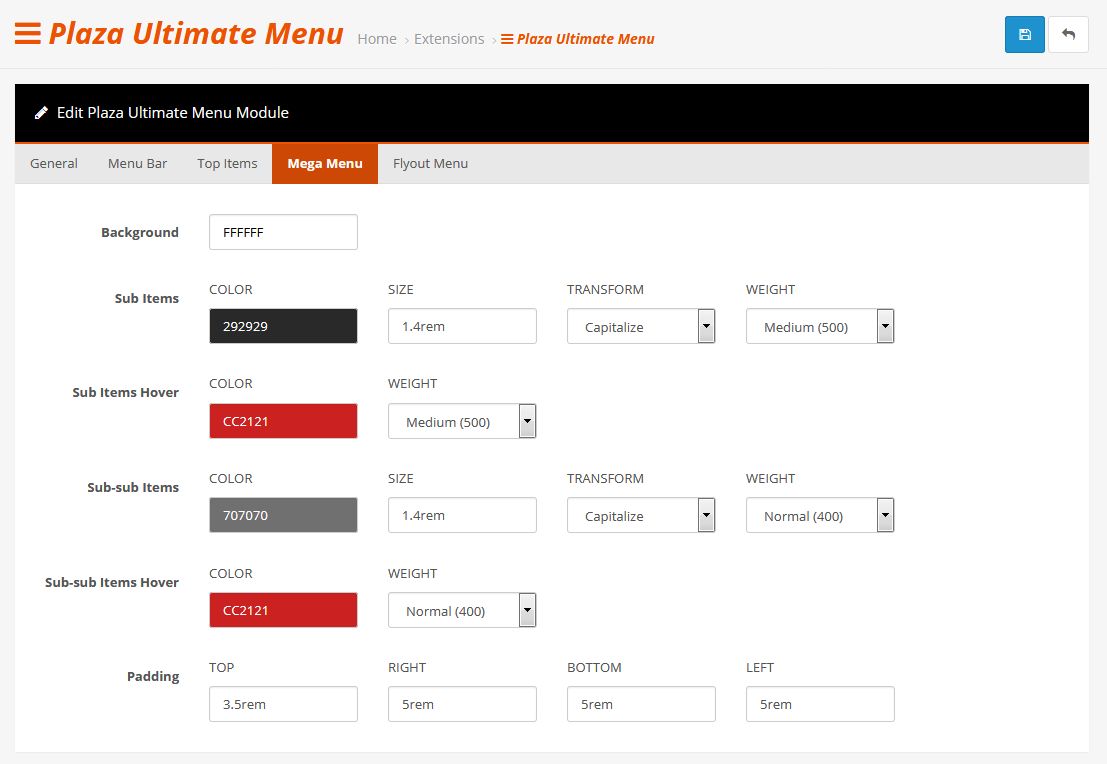 Plaza Ultimate Menu Home › Extensions › Plaza Ultimate Menu
Edit Plaza Ultimate Menu Module
General Menu Bar Top Items Mega Menu Flyout Menu
Background FFFFFF
COLOR SIZE TRANSFORM WEIGHT
Sub Items
292929 1.4rem Capitalize Medium (500)
COLOR WEIGHT
Sub Items Hover
CC2121 Medium (500)
COLOR SIZE TRANSFORM WEIGHT
Sub-sub Items
707070 1.4rem Capitalize Normal (400)
COLOR WEIGHT
Sub-sub Items Hover
CC2121 Normal (400)
TOP RIGHT BOTTOM LEFT
Padding
3.5rem 5rem 5rem 5rem